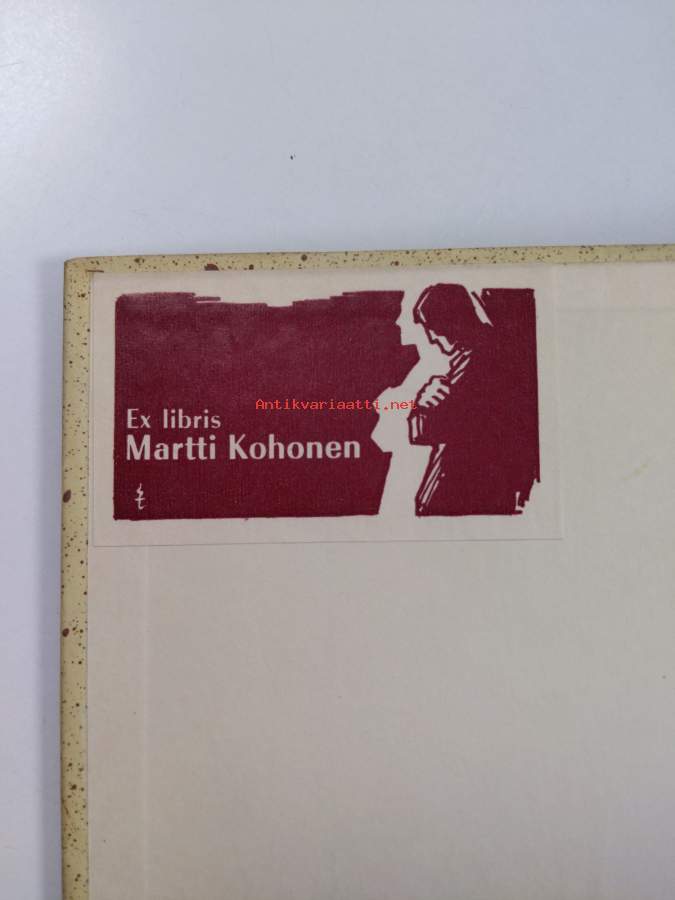 Antikvariaatti.net
Ex libris
Martti Kohonen